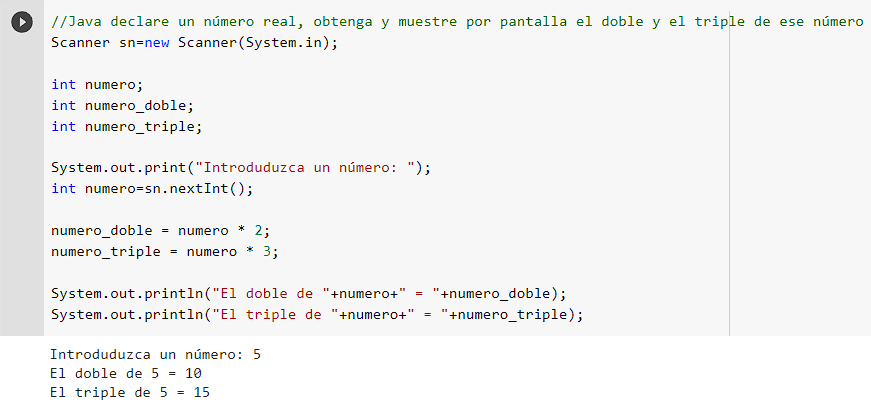 //Java declare un número real, obtenga y muestre por pantalla el doble y el triple de ese número
Scanner sn=new Scanner(System.in);
int numero;
int numero_doble;
int numero_triple;
System.out.print("Introduduzca un número: ");
int numero=sn.nextInt();
numero_doble = numero * 2;
numero_triple = numero * 3;
System.out.println("El doble de "+numero+" = "+numero_doble);
System.out.println("El triple de "+numero+" = "+numero_triple);
Introduduzca un número: 5
El doble de 5 = 10
El triple de 5 = 15